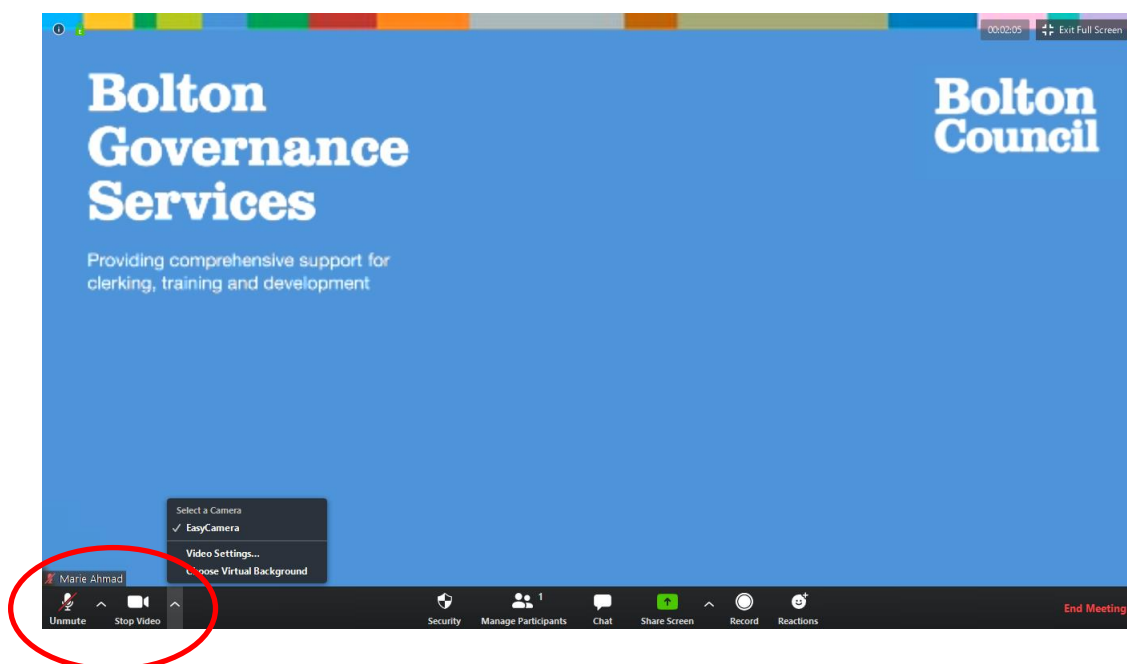 00:02:05 Exit Full Screen
Bolton
Governance
Services
Bolton
Council
Providing comprehensive support for
clerking, training and development
Select a Camera
✓ EasyCamera
Video Settings...
Choose Virtual Background
Marie Ahmad
1
Unmute Stop Video Security Manage Participants Chat Share Screen Record Reactions End Meeting